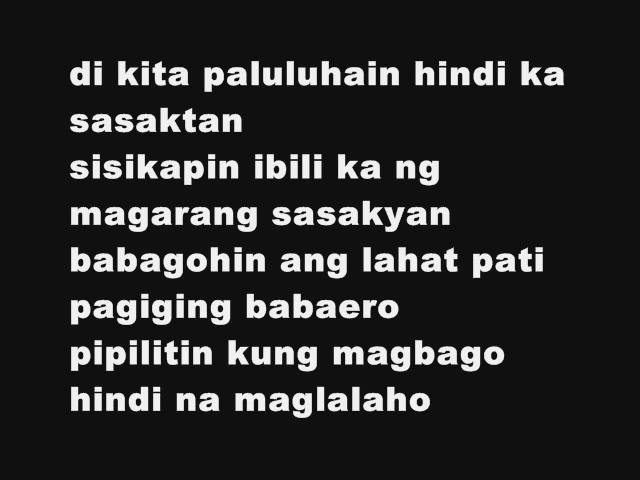 di kita paluluhain hindi ka
sasaktan
sisikapin ibili ka ng
magarang sasakyan
babagohin ang lahat pati
pagiging babaero
pipilitin kung magbago
hindi na maglalaho